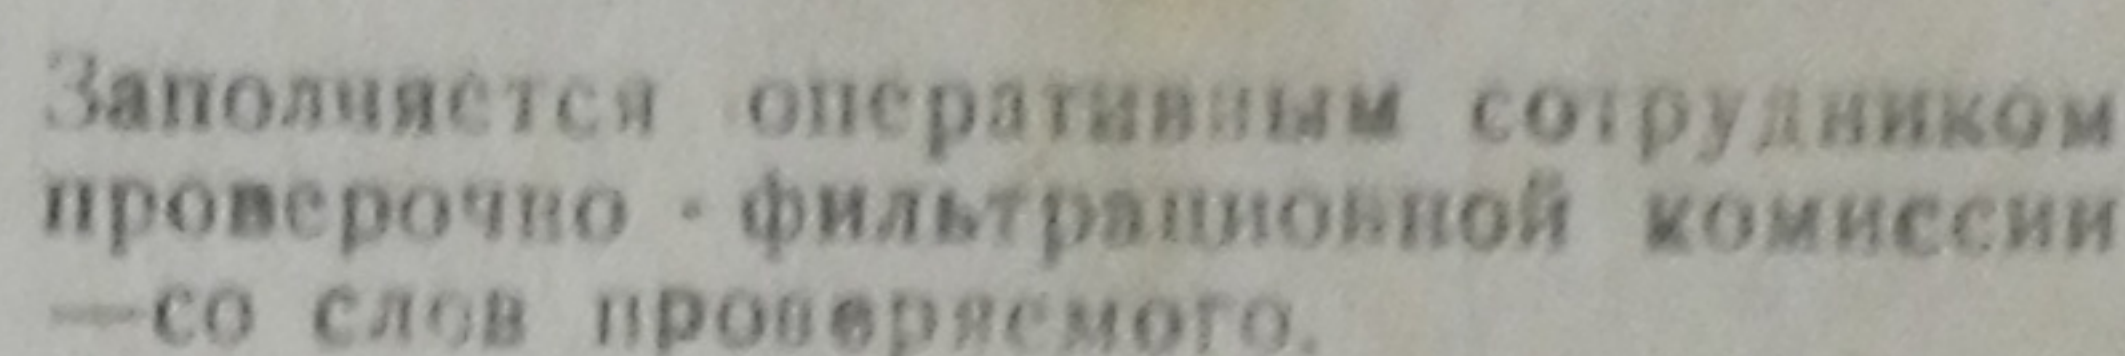 Заполняется оперативным сотрудником
проверочно - фильтрационной комиссии
—со слов проверяемого.